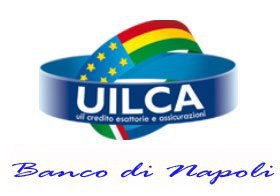 UILCA
uil credito esattorie e assicurazioni
Banco di Napoli